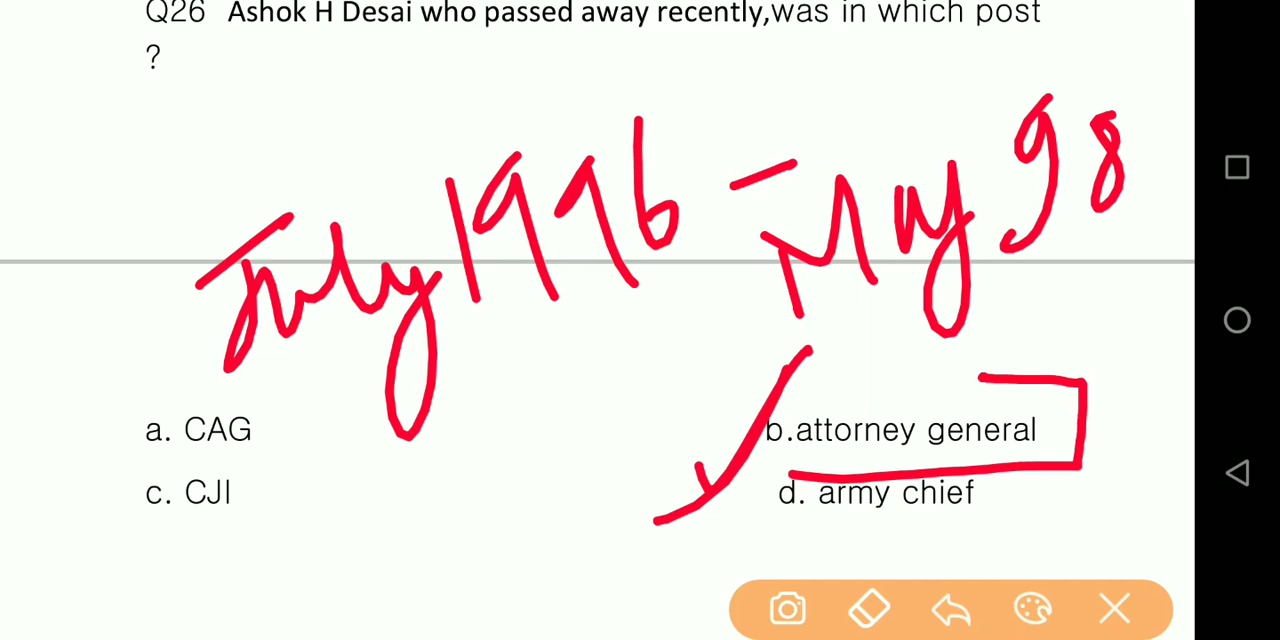 Q26 Ashok H Desai who passed away recently,was in which post
?
July 1996 - May 98
a. CAG b.attorney general
c. CJI d. army chief